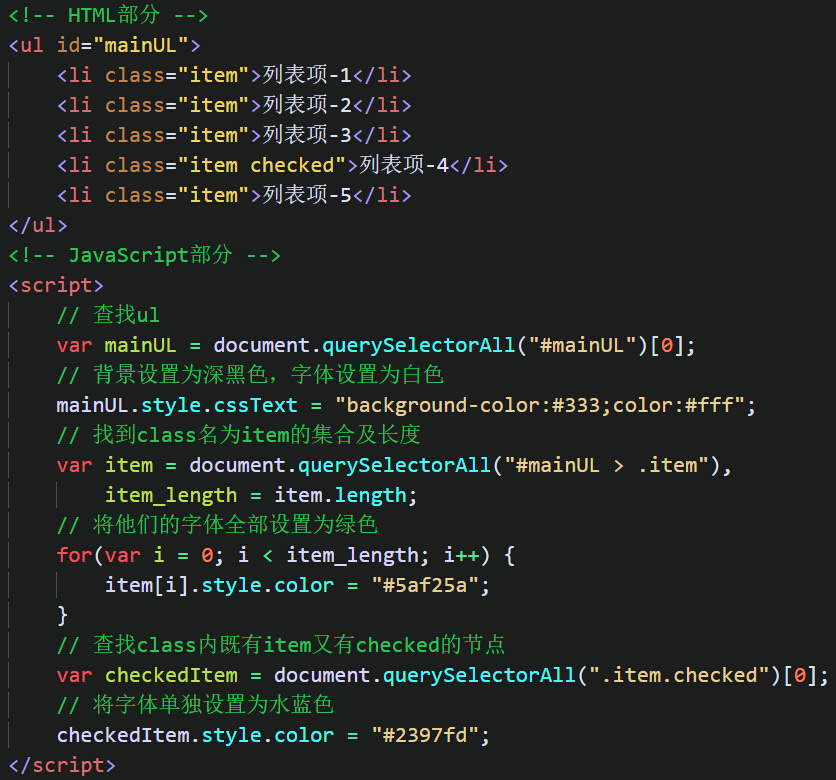 <!-- HTML部分 -->
<ul id="mainUL">
    <li class="item">列表项-1</li>
    <li class="item">列表项-2</li>
    <li class="item">列表项-3</li>
    <li class="item checked">列表项-4</li>
    <li class="item">列表项-5</li>
</ul>
<!-- JavaScript部分 -->
<script>
    // 查找ul
    var mainUL = document.querySelectorAll("#mainUL")[0];
    // 背景设置为深黑色，字体设置为白色
    mainUL.style.cssText = "background-color:#333;color:#fff";
    // 找到class名为item的集合及长度
    var item = document.querySelectorAll("#mainUL > .item"),
        item_length = item.length;
    // 将他们的字体全部设置为绿色
    for(var i = 0; i < item_length; i++) {
        item[i].style.color = "#5af25a";
    }
    // 查找class内既有item又有checked的节点
    var checkedItem = document.querySelectorAll(".item.checked")[0];
    // 将字体单独设置为水蓝色
    checkedItem.style.color = "#2397fd";
</script>